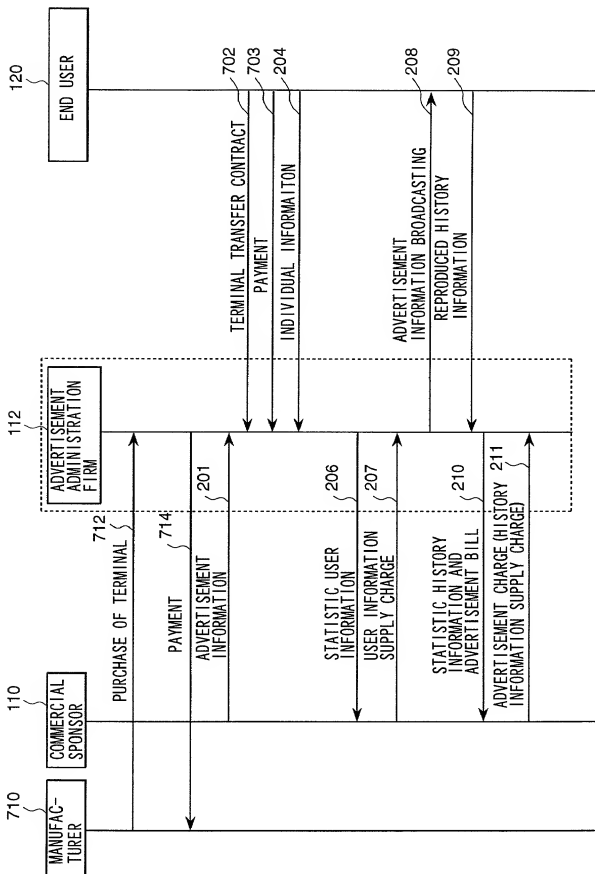 710
MANUFAC-
TURER
110
COMMERCIAL
SPONSOR
112
ADVERTISEMENT
ADMINISTRATION
FIRM
120
END USER
712
PURCHASE OF TERMINAL
714
PAYMENT
201
ADVERTISEMENT
INFORMATION
702
TERMINAL TRANSFER CONTRACT
703
PAYMENT
204
INDIVIDUAL INFORMAITON
206
STATISTIC USER
INFORMATION
207
USER INFORMATION
SUPPLY CHARGE
208
ADVERTISEMENT
INFORMATION BROADCASTING
209
REPRODUCED HISTORY
INFORMATION
210
STATISTIC HISTORY
INFORMATION AND
ADVERTISEMENT BILL
211
ADVERTISEMENT CHARGE(HISTORY
INFORMATION SUPPLY CHARGE)